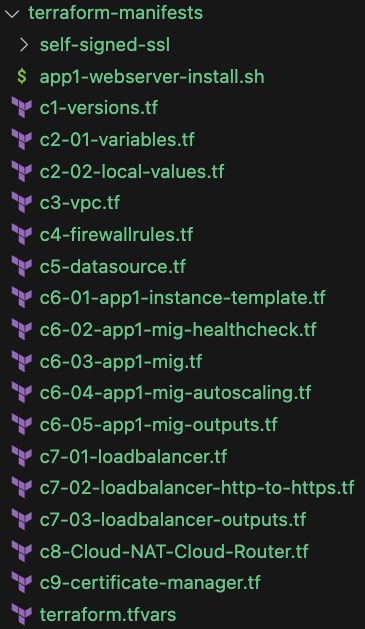 terraform-manifests
self-signed-ssl
$ app1-webserver-install.sh
c1-versions.tf
c2-01-variables.tf
c2-02-local-values.tf
c3-vpc.tf
c4-firewallrules.tf
c5-datasource.tf
c6-01-app1-instance-template.tf
c6-02-app1-mig-healthcheck.tf
c6-03-app1-mig.tf
c6-04-app1-mig-autoscaling.tf
c6-05-app1-mig-outputs.tf
c7-01-loadbalancer.tf
c7-02-loadbalancer-http-to-https.tf
c7-03-loadbalancer-outputs.tf
c8-Cloud-NAT-Cloud-Router.tf
c9-certificate-manager.tf
terraform.tfvars